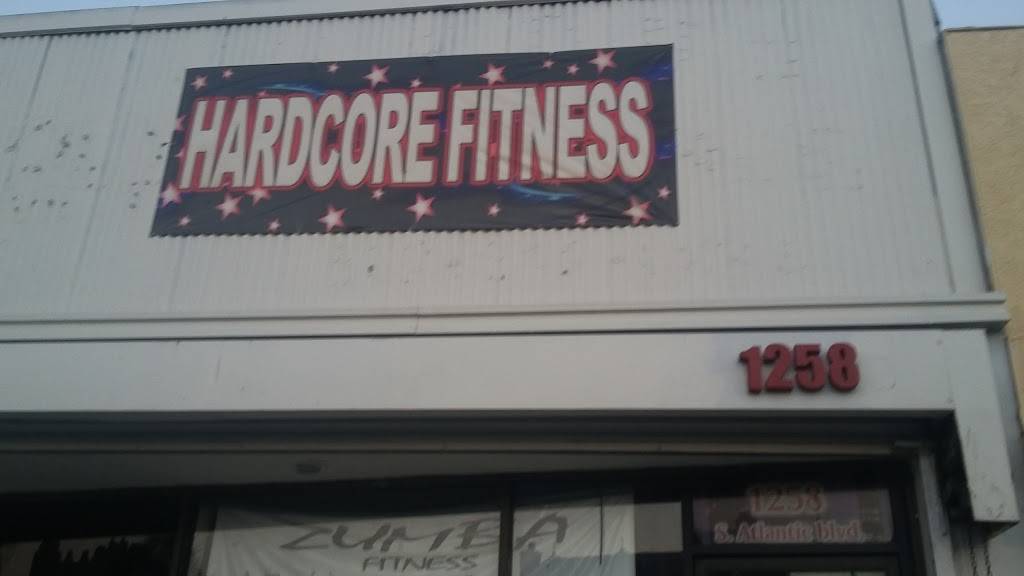 HARDCORE FITNESS
1258
1258
S. Atlantic blvd
ZUMBA
FITNESS